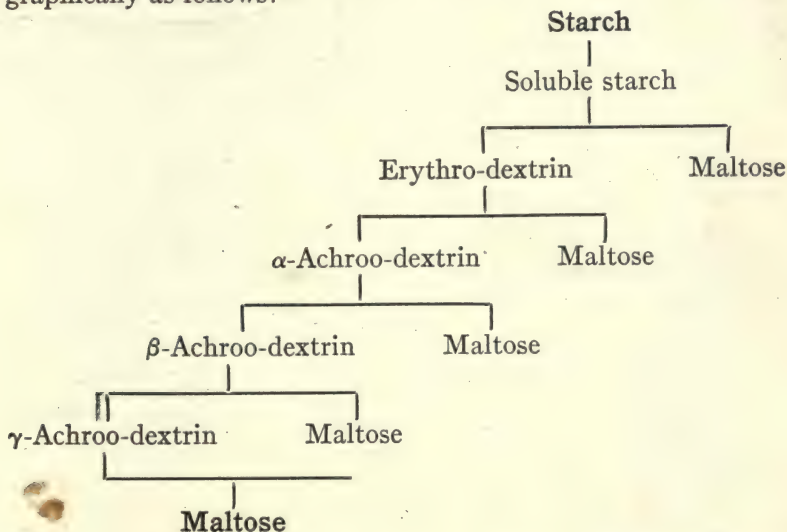 graphically as follows:
Starch
Soluble starch
Erythro-dextrin Maltose
α-Achroo-dextrin Maltose
β-Achroo-dextrin Maltose
γ-Achroo-dextrin Maltose
Maltose